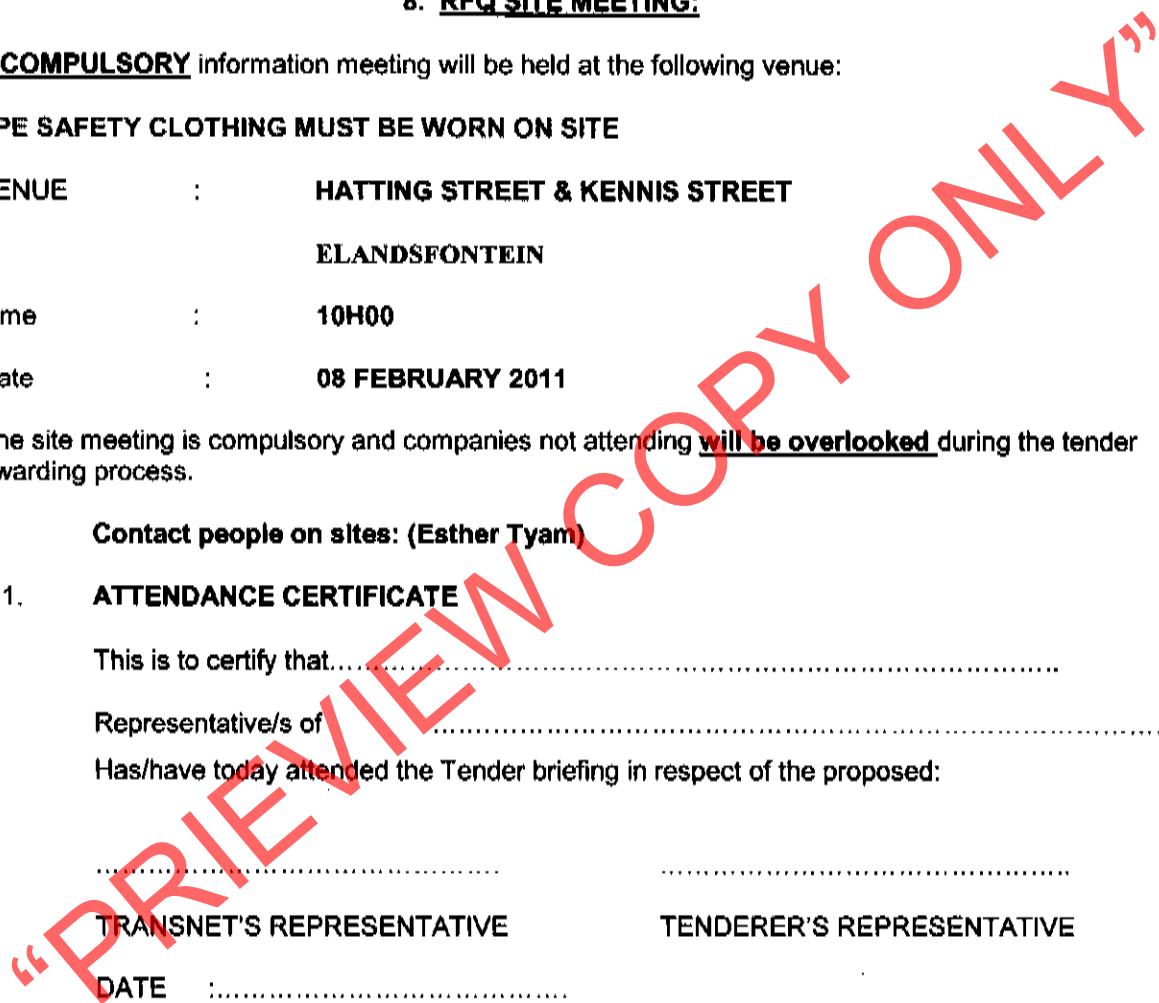 8. RFQ SITE MEETING:
COMPULSORY information meeting will be held at the following venue:
PE SAFETY CLOTHING MUST BE WORN ON SITE
ENUE : HATTING STREET & KENNIS STREET
ELANDSFONTEIN
me : 10H00
ate : 08 FEBRUARY 2011
ne site meeting is compulsory and companies not attending will be overlooked during the tender
warding process.
Contact people on sites: (Esther Tyam)
1. ATTENDANCE CERTIFICATE
This is to certify that........................................................................................
Representative/s of ........................................................................................
Has/have today attended the Tender briefing in respect of the proposed:
................................................ ................................................
TRANSNET'S REPRESENTATIVE TENDERER'S REPRESENTATIVE
DATE :..........................................
"PRIEVIEW COPY ONLY"